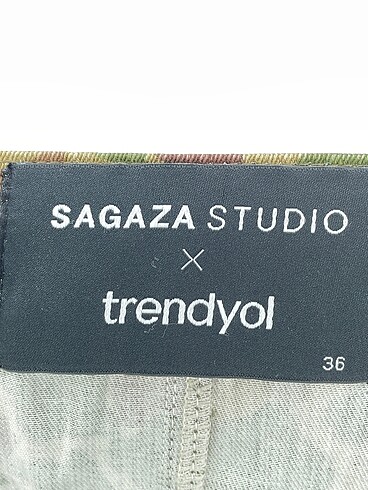 SAGAZA STUDIO
X
trendyol
36